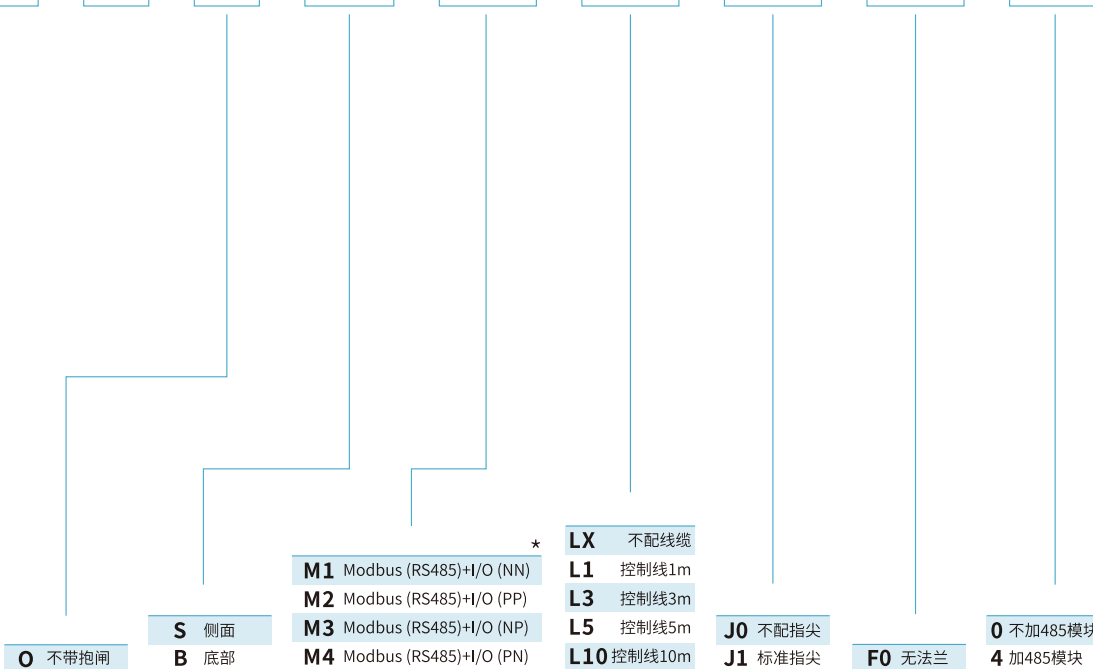 O 不带抱闸
S 侧面
B 底部
*
M1 Modbus (RS485)+I/O (NN)
M2 Modbus (RS485)+I/O (PP)
M3 Modbus (RS485)+I/O (NP)
M4 Modbus (RS485)+I/O (PN)
LX 不配线缆
L1 控制线1m
L3 控制线3m
L5 控制线5m
L10 控制线10m
J0 不配指尖
J1 标准指尖
F0 无法兰
0 不加485模块
4 加485模块